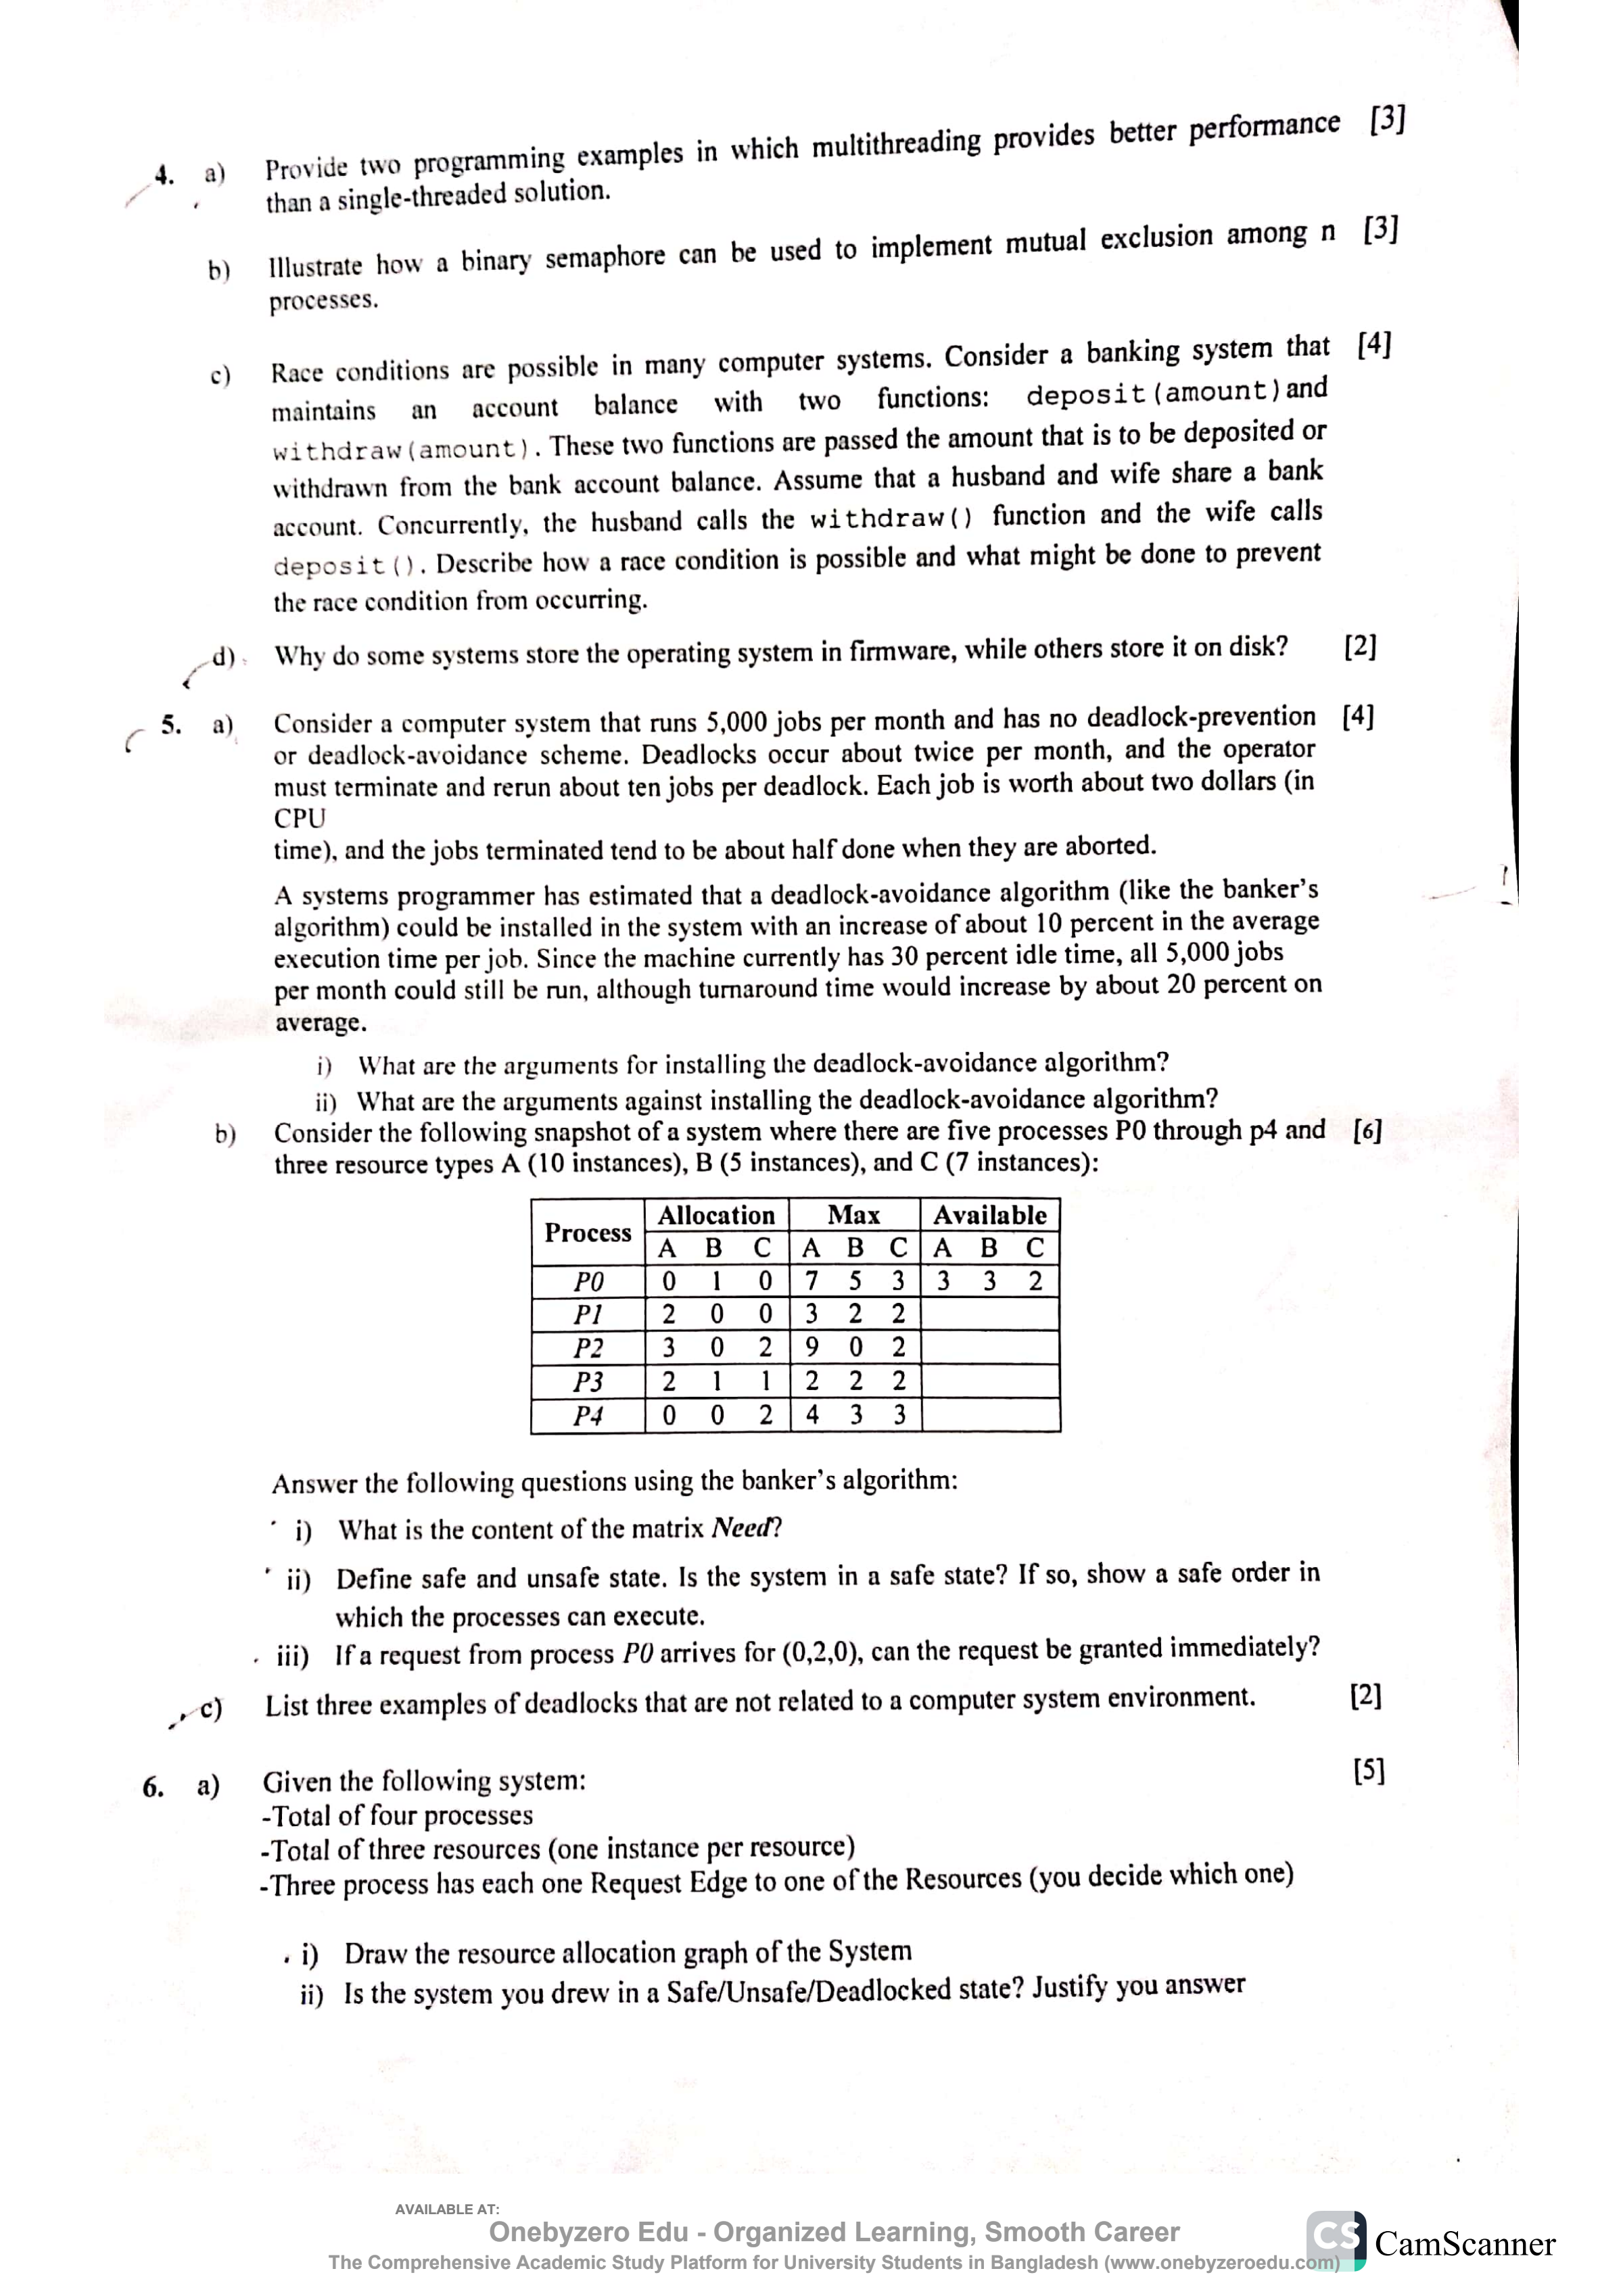 4. a) Provide two programming examples in which multithreading provides better performance [3]
than a single-threaded solution.
b) Illustrate how a binary semaphore can be used to implement mutual exclusion among n [3]
processes.
c) Race conditions are possible in many computer systems. Consider a banking system that [4]
maintains an account balance with two functions: deposit(amount) and
withdraw(amount). These two functions are passed the amount that is to be deposited or
withdrawn from the bank account balance. Assume that a husband and wife share a bank
account. Concurrently, the husband calls the withdraw() function and the wife calls
deposit(). Describe how a race condition is possible and what might be done to prevent
the race condition from occurring.
d) Why do some systems store the operating system in firmware, while others store it on disk? [2]
5. a) Consider a computer system that runs 5,000 jobs per month and has no deadlock-prevention [4]
or deadlock-avoidance scheme. Deadlocks occur about twice per month, and the operator
must terminate and rerun about ten jobs per deadlock. Each job is worth about two dollars (in
CPU
time), and the jobs terminated tend to be about half done when they are aborted.
A systems programmer has estimated that a deadlock-avoidance algorithm (like the banker's
algorithm) could be installed in the system with an increase of about 10 percent in the average
execution time per job. Since the machine currently has 30 percent idle time, all 5,000 jobs
per month could still be run, although turnaround time would increase by about 20 percent on
average.
i) What are the arguments for installing the deadlock-avoidance algorithm?
ii) What are the arguments against installing the deadlock-avoidance algorithm?
b) Consider the following snapshot of a system where there are five processes P0 through p4 and [6]
three resource types A (10 instances), B (5 instances), and C (7 instances):
Process Allocation Max Available
A B C A B C A B C
P0 0 1 0 7 5 3 3 3 2
P1 2 0 0 3 2 2
P2 3 0 2 9 0 2
P3 2 1 1 2 2 2
P4 0 0 2 4 3 3
Answer the following questions using the banker's algorithm:
i) What is the content of the matrix Need?
ii) Define safe and unsafe state. Is the system in a safe state? If so, show a safe order in
which the processes can execute.
iii) If a request from process P0 arrives for (0,2,0), can the request be granted immediately?
c) List three examples of deadlocks that are not related to a computer system environment. [2]
6. a) Given the following system: [5]
-Total of four processes
-Total of three resources (one instance per resource)
-Three process has each one Request Edge to one of the Resources (you decide which one)
i) Draw the resource allocation graph of the System
ii) Is the system you drew in a Safe/Unsafe/Deadlocked state? Justify you answer
AVAILABLE AT:
Onebyzero Edu - Organized Learning, Smooth Career
The Comprehensive Academic Study Platform for University Students in Bangladesh (www.onebyzeroedu.com)
CS CamScanner